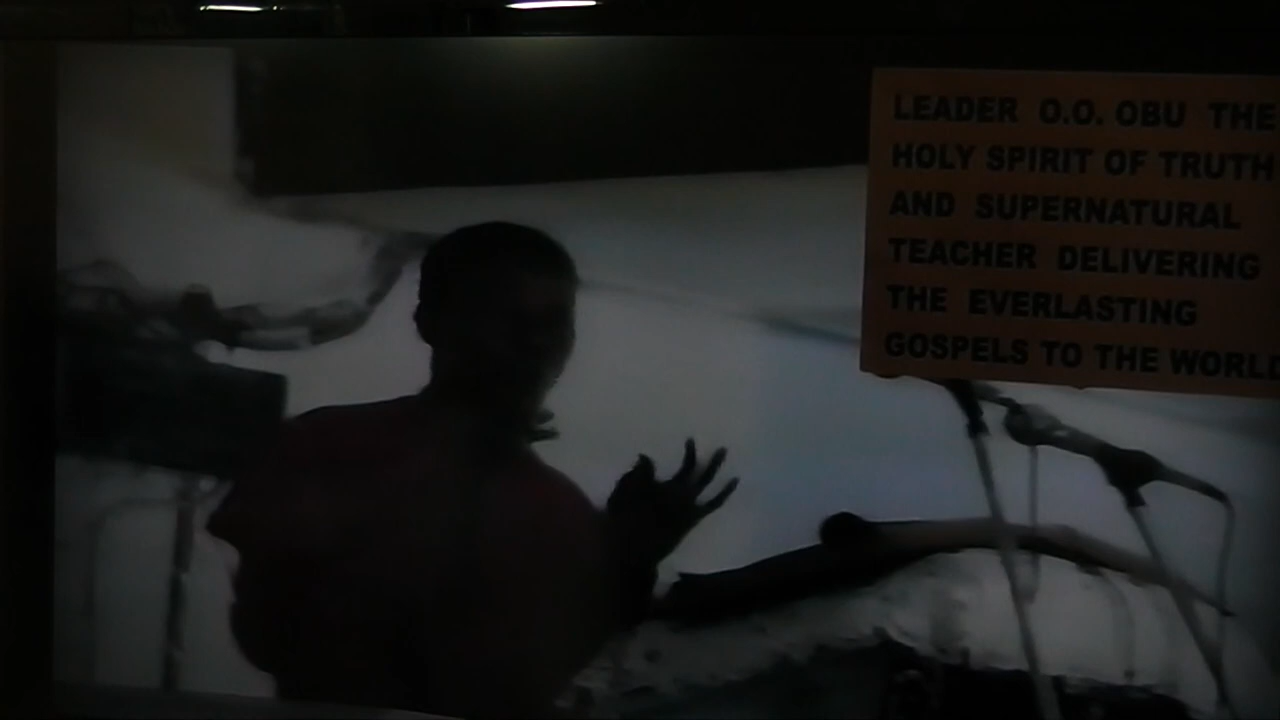 LEADER O.O. OBU THE
HOLY SPIRIT OF TRUTH
AND SUPERNATURAL
TEACHER DELIVERING
THE EVERLASTING
GOSPELS TO THE WORLD